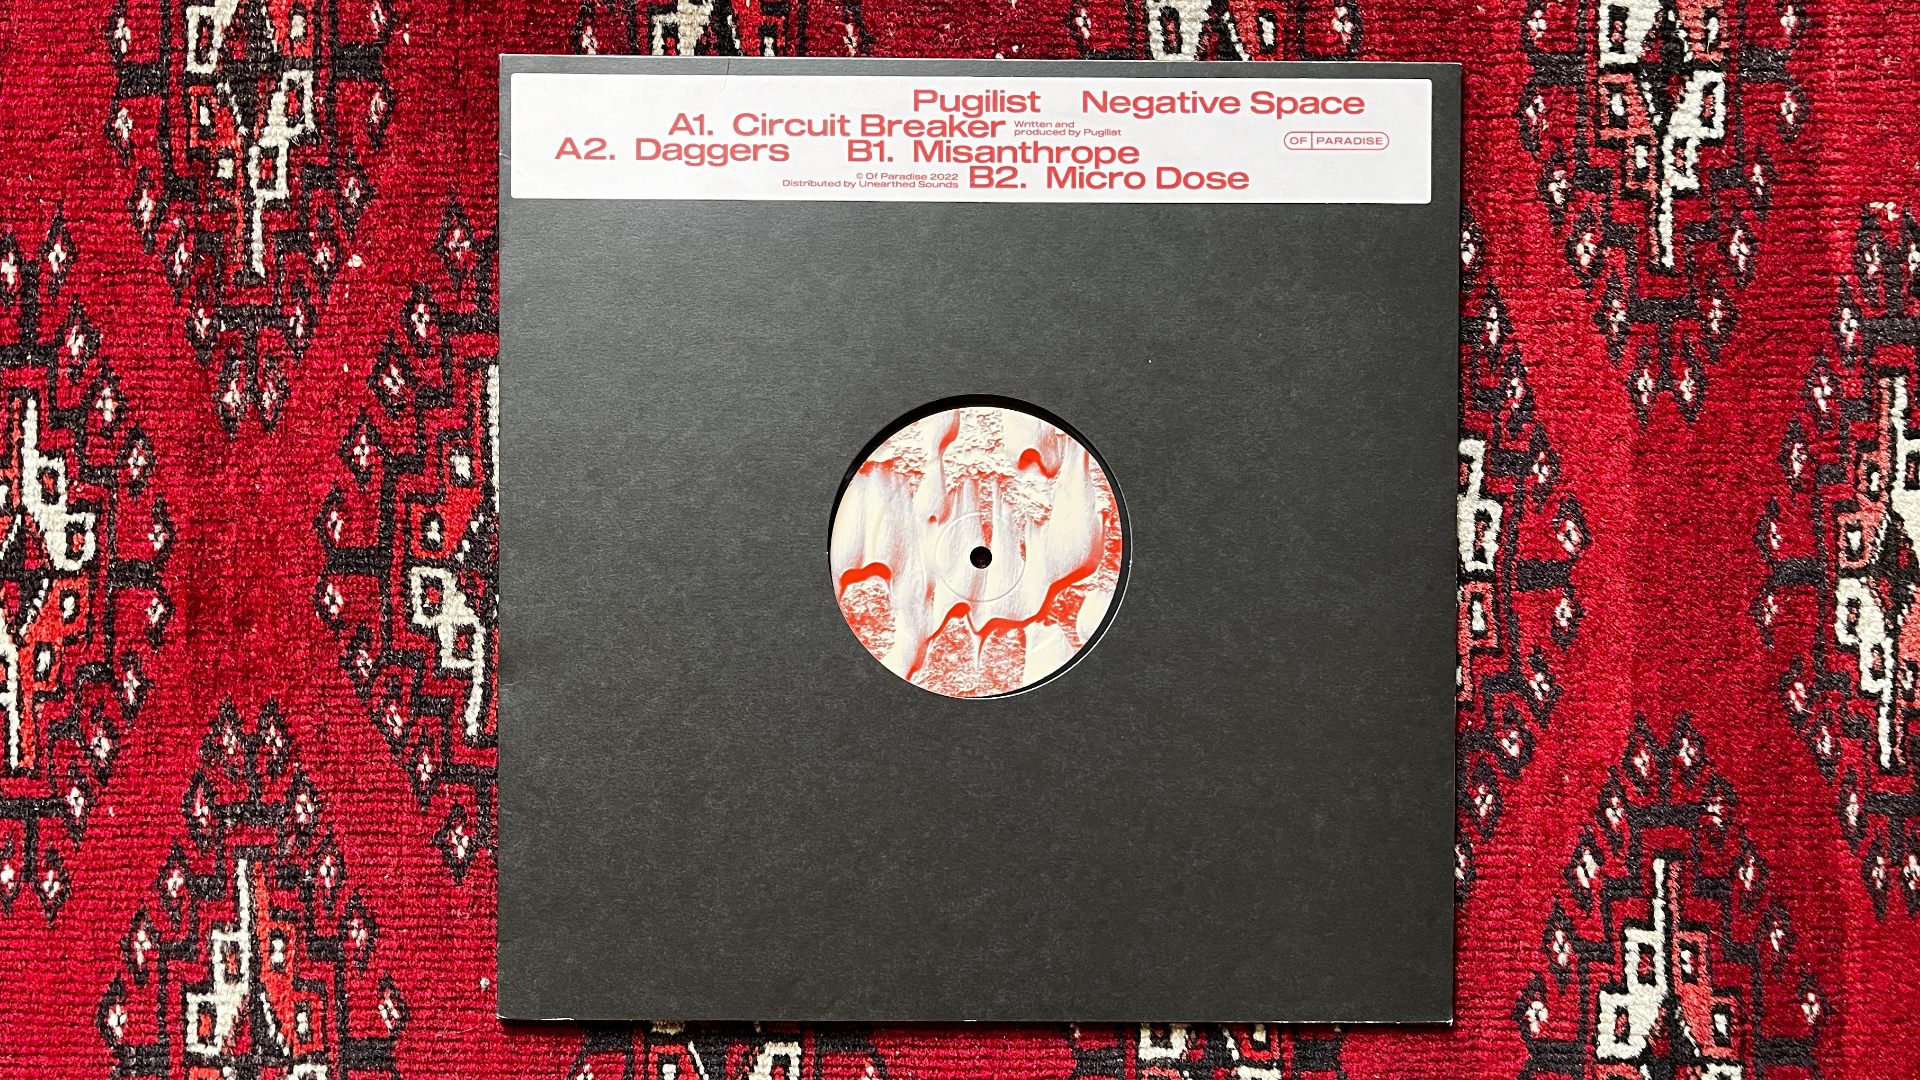 Pugilist Negative Space
A1. Circuit Breaker
Written and
produced by Pugilist
OF PARADISE
A2. Daggers B1. Misanthrope
© Of Paradise 2022
Distributed by Unearthed Sounds
B2. Micro Dose